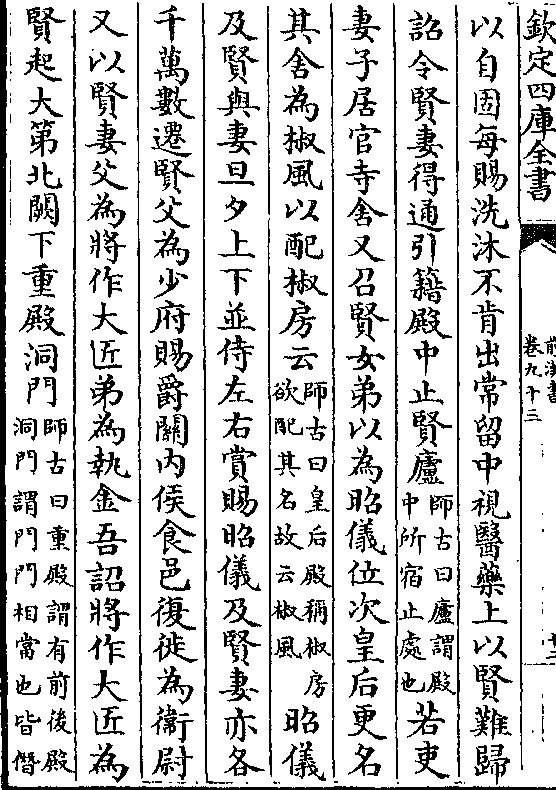 欽定四庫全書
前漢書
卷九十三
以自固每賜洗沐不肯出常留中視醫藥上以賢難歸
詔令賢妻得通引籍殿中止賢廬師古曰廬謂殿中所宿止處也若吏
妻子居官寺舍又召賢女弟以為昭儀位次皇后更名
其舍為椒風以配椒房云師古曰皇后殿稱椒房欲配其名故云椒風昭儀
及賢與妻旦夕上下並侍左右賞賜昭儀及賢妻亦各
千萬數遷賢父為少府賜爵關内侯食邑復徙為衞尉
又以賢妻父為將作大匠弟為執金吾詔將作大匠為
賢起大第北闕下重殿洞門師古曰重殿謂有前後殿洞門謂門門相當也皆僭